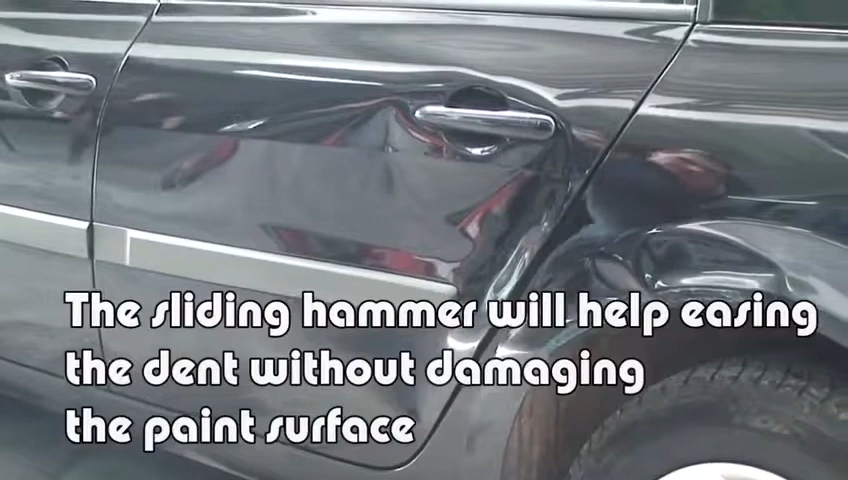 The sliding hammer will help easing
the dent without damaging
the paint surface